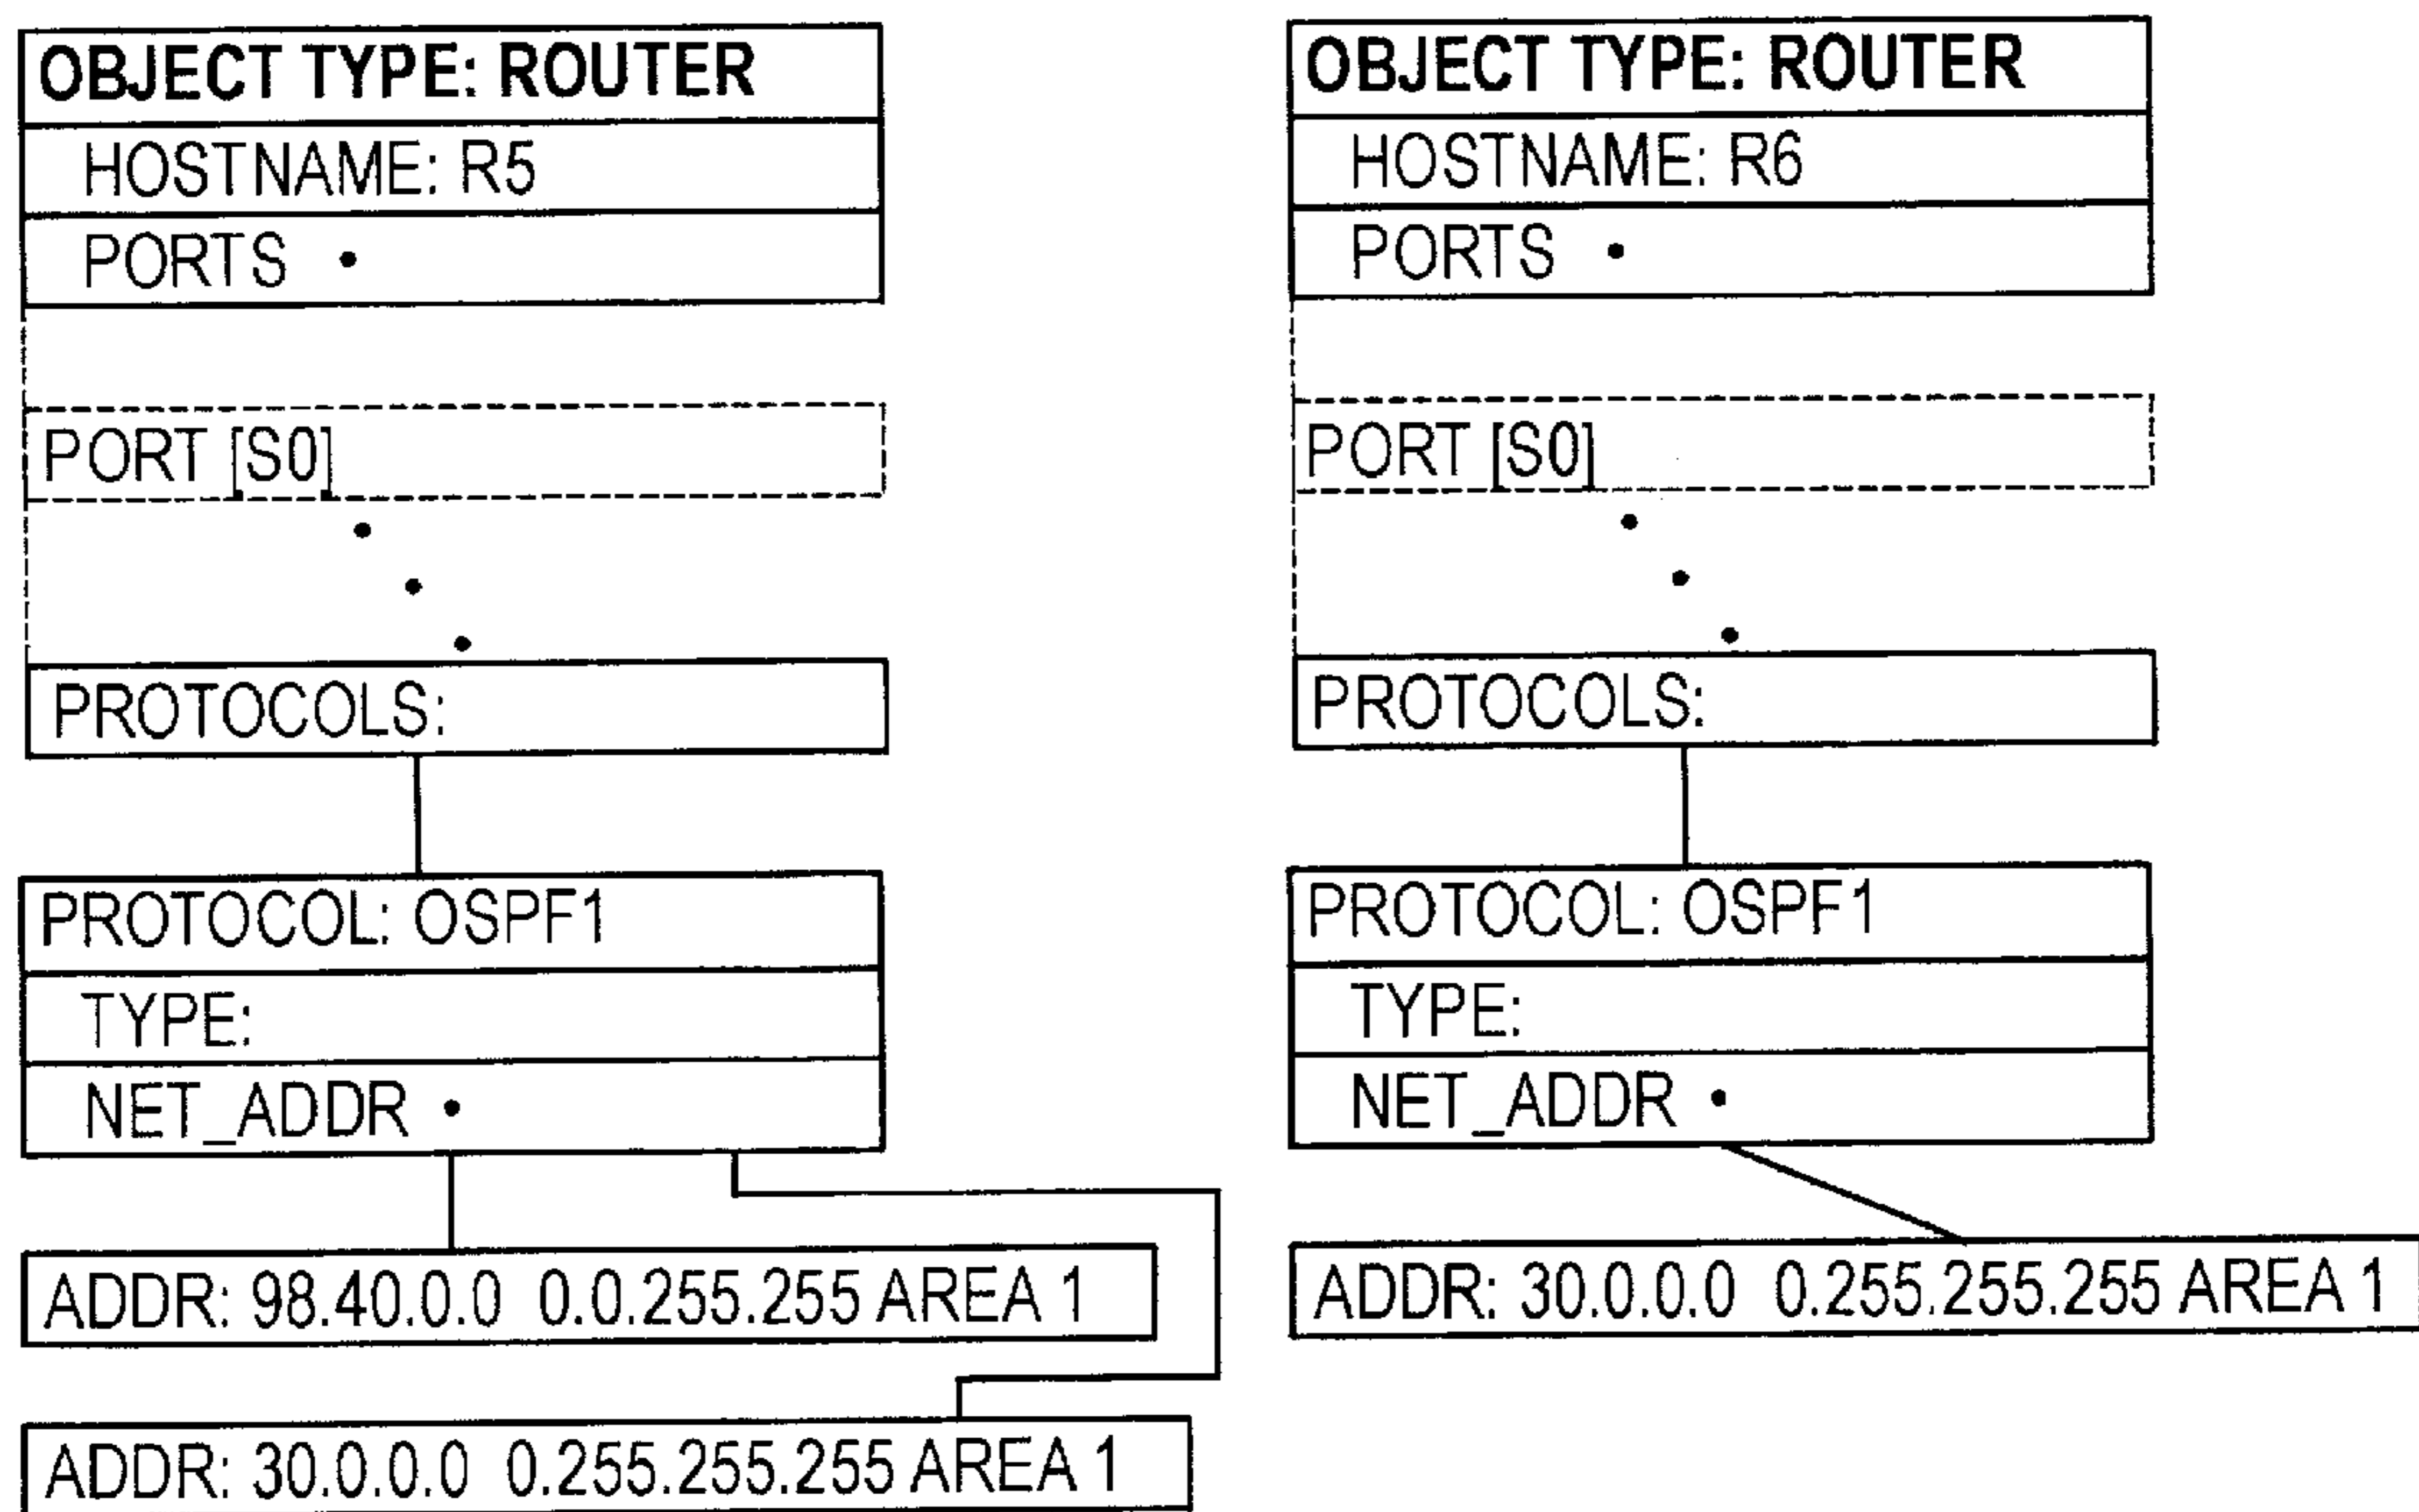 OBJECT TYPE: ROUTER
HOSTNAME: R5
PORTS •
PORT [S0]
PROTOCOLS:
PROTOCOL: OSPF1
TYPE:
NET_ADDR •
ADDR: 98.40.0.0 0.0.255.255 AREA 1
ADDR: 30.0.0.0 0.255.255.255 AREA 1
OBJECT TYPE: ROUTER
HOSTNAME: R6
PORTS •
PORT [S0]
PROTOCOLS:
PROTOCOL: OSPF1
TYPE:
NET_ADDR •
ADDR: 30.0.0.0 0.255.255.255 AREA 1